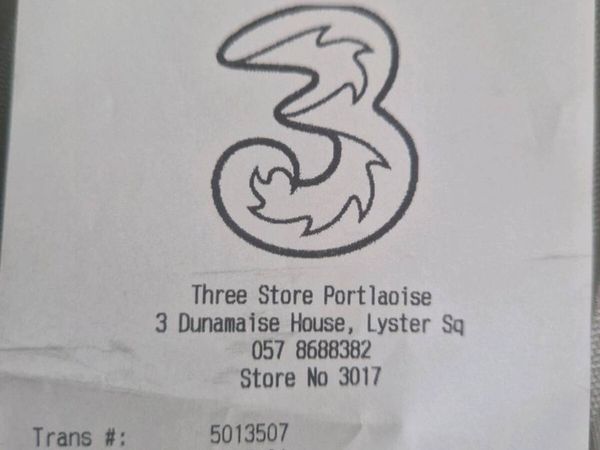 3
Three Store Portlaoise
3 Dunamaise House, Lyster Sq
057 8688382
Store No 3017
Trans #: 5013507